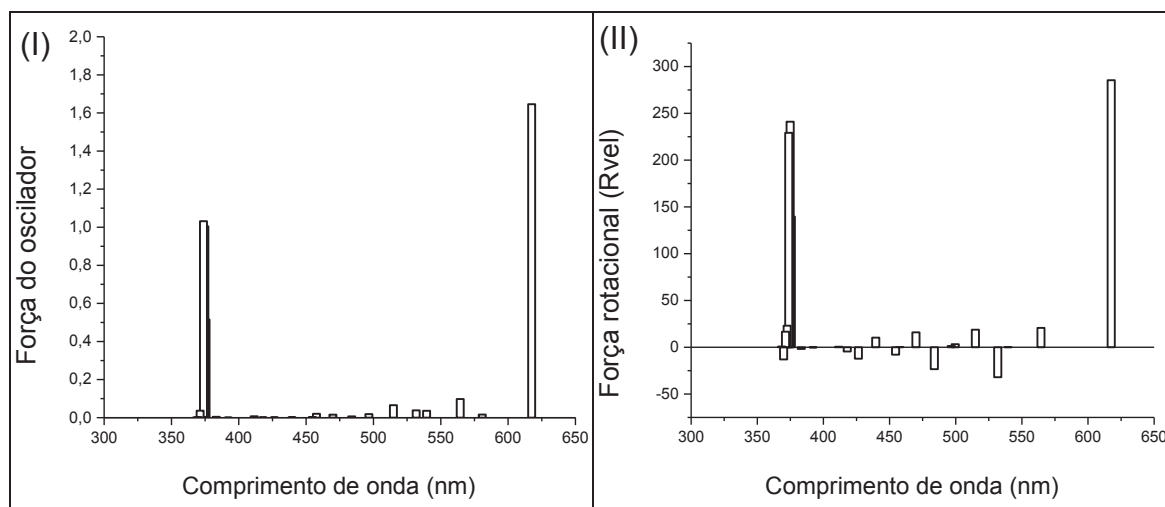 (I)
2,0
1,8
1,6
1,4
1,2
1,0
0,8
0,6
0,4
0,2
0,0
Força do oscilador
300 350 400 450 500 550 600 650
Comprimento de onda (nm)
(II)
300
250
200
150
100
50
0
-50
Força rotacional (Rvel)
300 350 400 450 500 550 600 650
Comprimento de onda (nm)